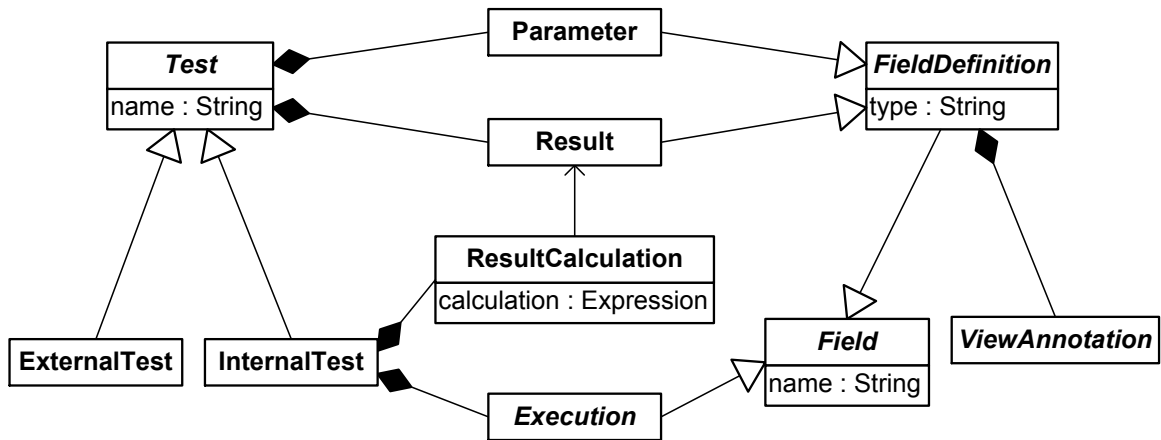 Parameter
Test
name : String
FieldDefinition
type : String
Result
ResultCalculation
calculation : Expression
ExternalTest
InternalTest
Field
name : String
ViewAnnotation
Execution